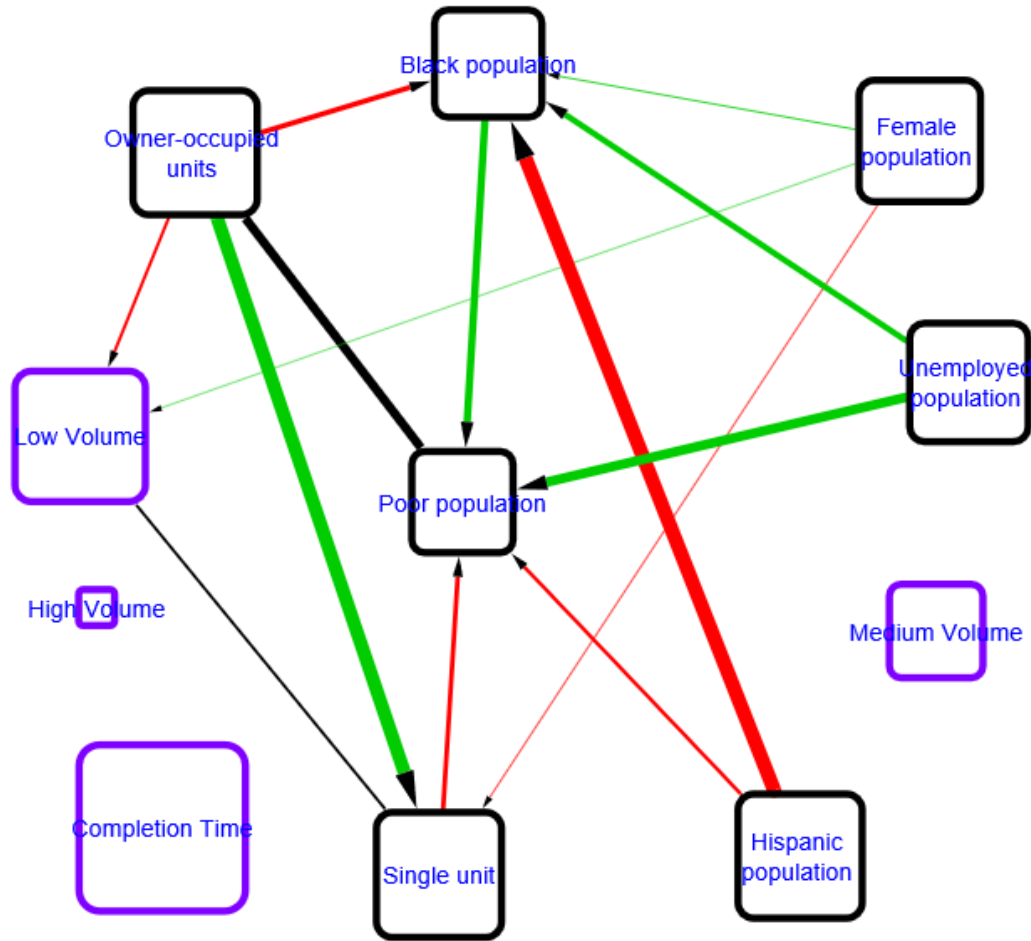 Black population
Owner-occupied
units
Female
population
Unemployed
population
Low Volume
Poor population
High Volume
Medium Volume
Completion Time
Single unit
Hispanic
population